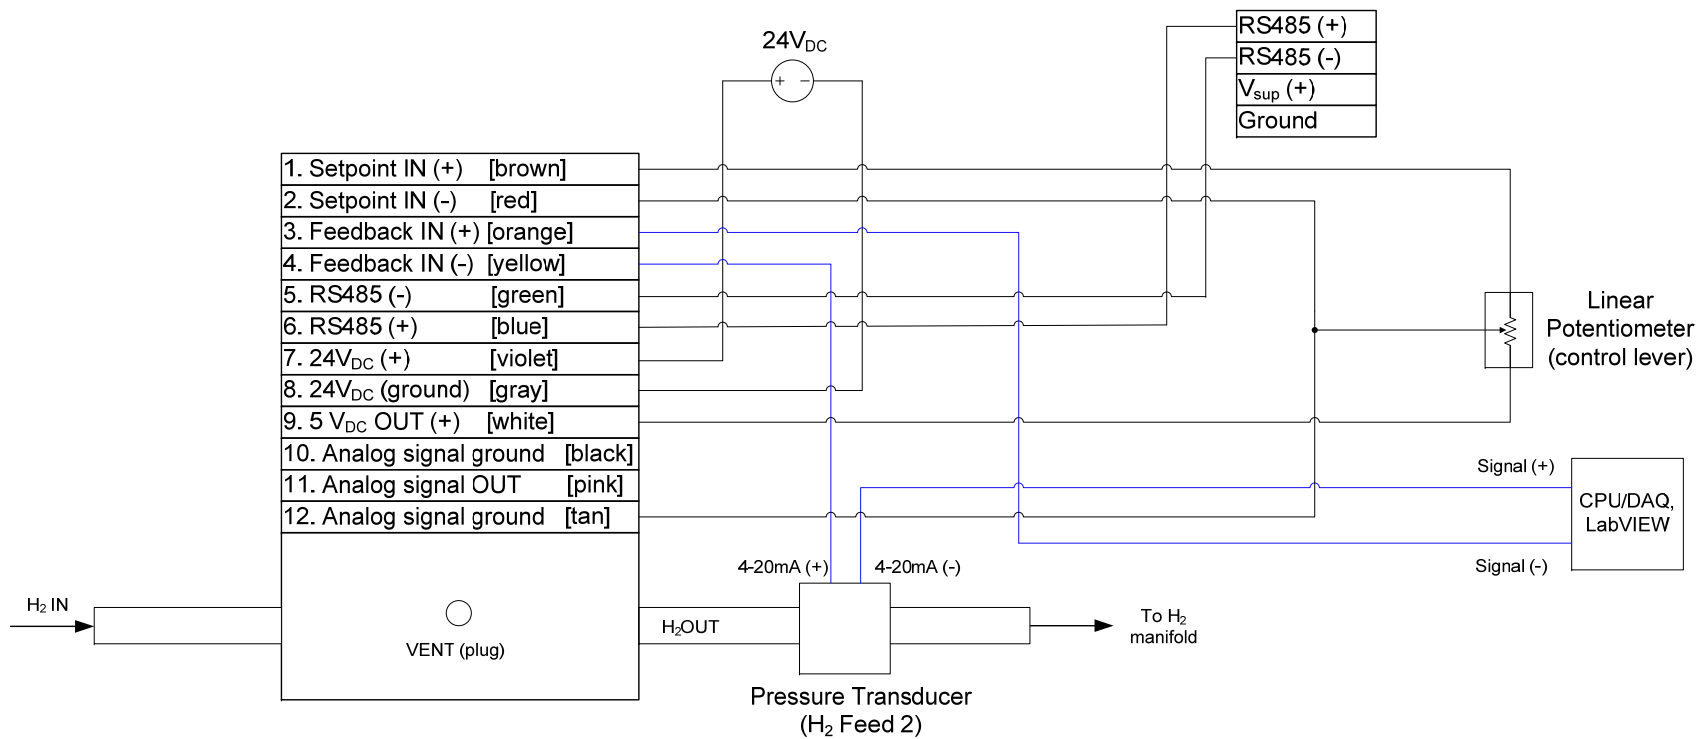 24VDC
+ −
RS485 (+)
RS485 (-)
Vsup (+)
Ground
1. Setpoint IN (+) [brown]
2. Setpoint IN (-) [red]
3. Feedback IN (+) [orange]
4. Feedback IN (-) [yellow]
5. RS485 (-) [green]
6. RS485 (+) [blue]
7. 24VDC (+) [violet]
8. 24VDC (ground) [gray]
9. 5 VDC OUT (+) [white]
10. Analog signal ground [black]
11. Analog signal OUT [pink]
12. Analog signal ground [tan]
Linear
Potentiometer
(control lever)
Signal (+)
CPU/DAQ,
LabVIEW
Signal (-)
4-20mA (+)
4-20mA (-)
H2 IN
VENT (plug)
H2OUT
To H2
manifold
Pressure Transducer
(H2 Feed 2)